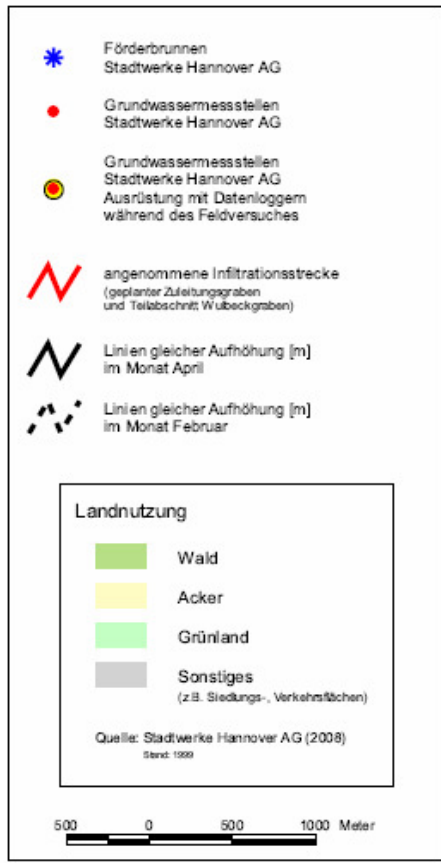 Förderbrunnen
Stadtwerke Hannover AG
Grundwassermessstellen
Stadtwerke Hannover AG
Grundwassermessstellen
Stadtwerke Hannover AG
Ausrüstung mit Datenloggern
während des Feldversuches
angenommene Infiltrationsstrecke
(geplanter Zuleitungsgraben
und Teilabschnitt Wulbeckgraben)
Linien gleicher Aufhöhung [m]
im Monat April
Linien gleicher Aufhöhung [m]
im Monat Februar
Landnutzung
Wald
Acker
Grünland
Sonstiges
(z.B. Siedlungs-, Verkehrsflächen)
Quelle: Stadtwerke Hannover AG (2008)
Stand: 1999
500 0 500 1000 Meter